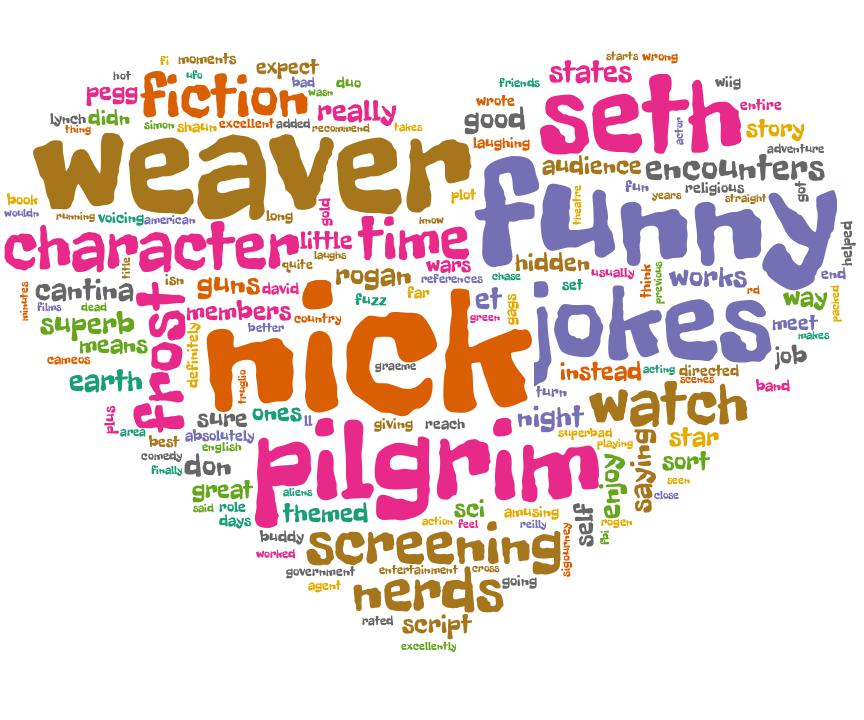 starts wrong
fi moments
hot ufo expect
friends states wiig
pegg fiction bad duo
wasn
really
wrote good seth entire
lynch didn
thing simon shaun excellent added recommend takes
actor story
laughing
weaver
adventure
audience encounters
funny
fun years religious straight got
theatre
book
wouldn running voicing american long gold know plot
helped
character little time
title quite laughs
wars hidden usually think previous works end
minutes cantina isn guns david rogan references chase
films dead
fuzz far et set rd way packed
superb members country green gags
jokes
meet
makes
means frost better
cameos definitely nick job
graeme
earth truglio
instead acting directed
scenes band
turn
plus sure ones ll giving reach night watch
area best absolutely
english
superbad playing star
comedy
finally don pilgrim
saying sort
seen
close
great aliens enjoy
said role
days themed
sci amusing
action feel reilly self rogen
fbi
buddy screening
worked sigourney
government entertainment cross
agent nerds going
rated script
excellently